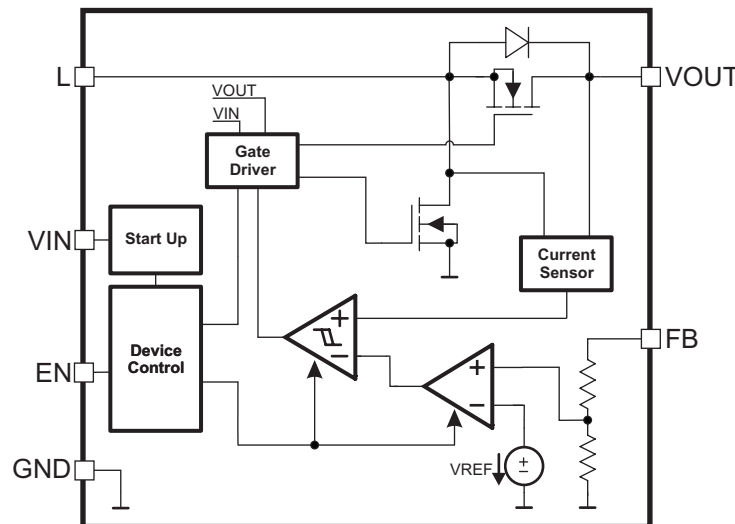 L
VOUT
VOUT
VIN
Gate
Driver
VIN
Start Up
Current
Sensor
EN
Device
Control
FB
+
−
+
−
VREF
+
−
GND